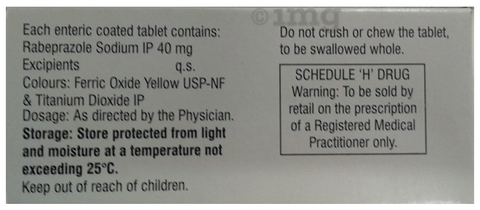 1mg
Each enteric coated tablet contains:
Rabeprazole Sodium IP 40 mg
Excipients q.s.
Colours: Ferric Oxide Yellow USP-NF
& Titanium Dioxide IP
Dosage: As directed by the Physician.
Storage: Store protected from light
and moisture at a temperature not
exceeding 25°C.
Keep out of reach of children.
Do not crush or chew the tablet,
to be swallowed whole.
SCHEDULE 'H' DRUG
Warning: To be sold by
retail on the prescription
of a Registered Medical
Practitioner only.